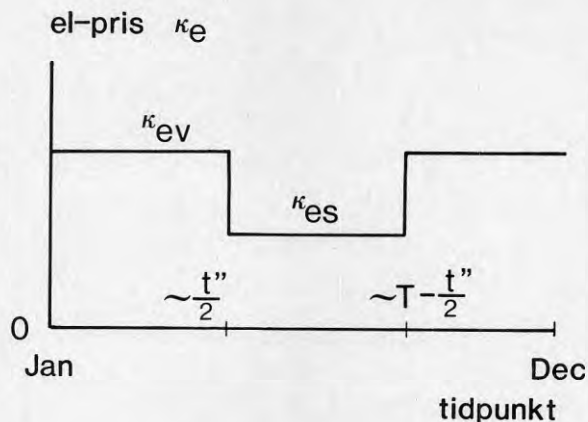 el-pris κe
κev
κes
~t"/2
~T-t"/2
0
Jan
Dec
tidpunkt